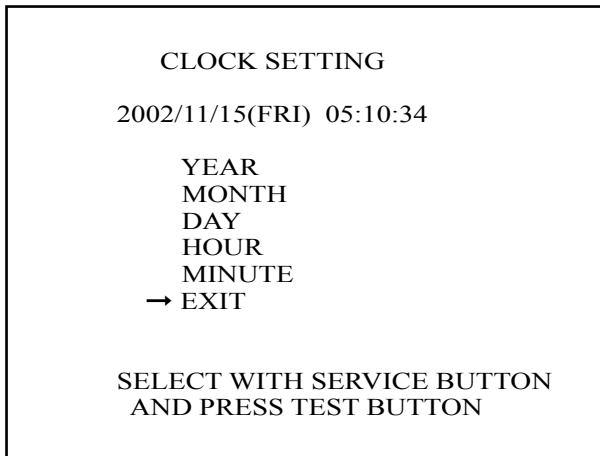 CLOCK SETTING
2002/11/15(FRI) 05:10:34
YEAR
MONTH
DAY
HOUR
MINUTE
→ EXIT
SELECT WITH SERVICE BUTTON
AND PRESS TEST BUTTON